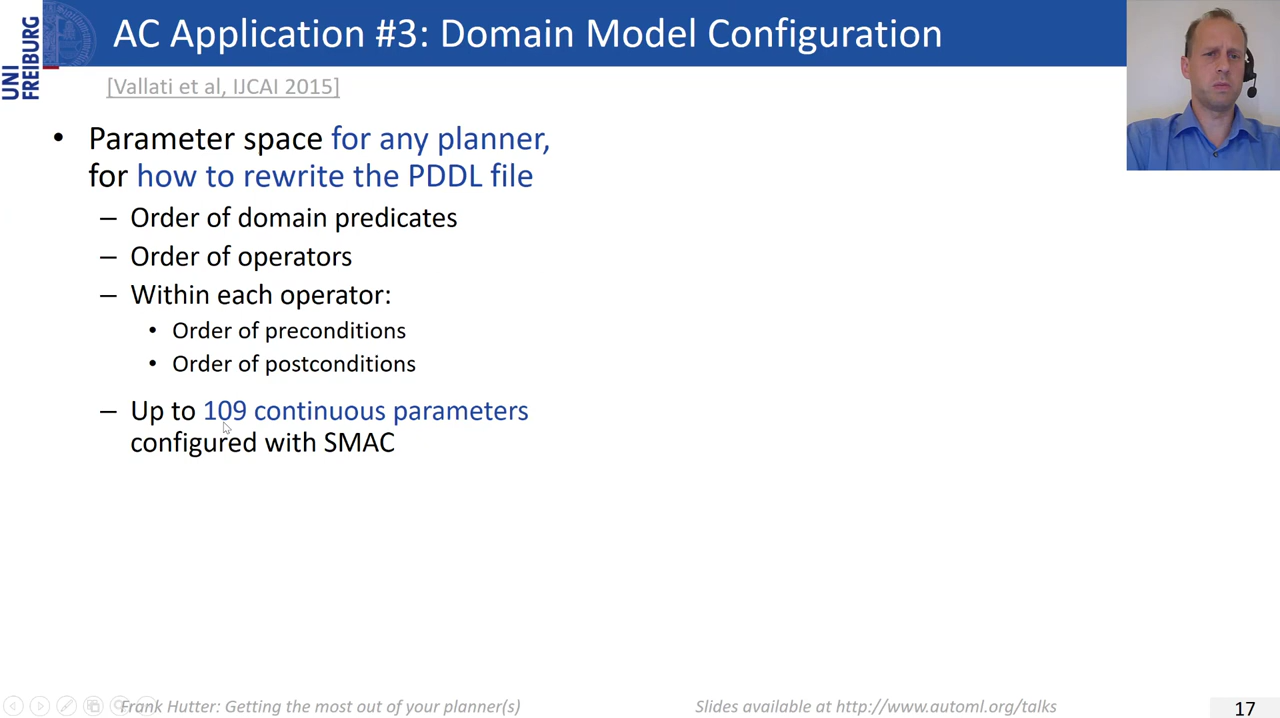 AC Application #3: Domain Model Configuration
UNI
FREIBURG
[Vallati et al, IJCAI 2015]
• Parameter space for any planner,
for how to rewrite the PDDL file
– Order of domain predicates
– Order of operators
– Within each operator:
• Order of preconditions
• Order of postconditions
– Up to 109 continuous parameters
configured with SMAC
Frank Hutter: Getting the most out of your planner(s)
Slides available at http://www.automl.org/talks
17